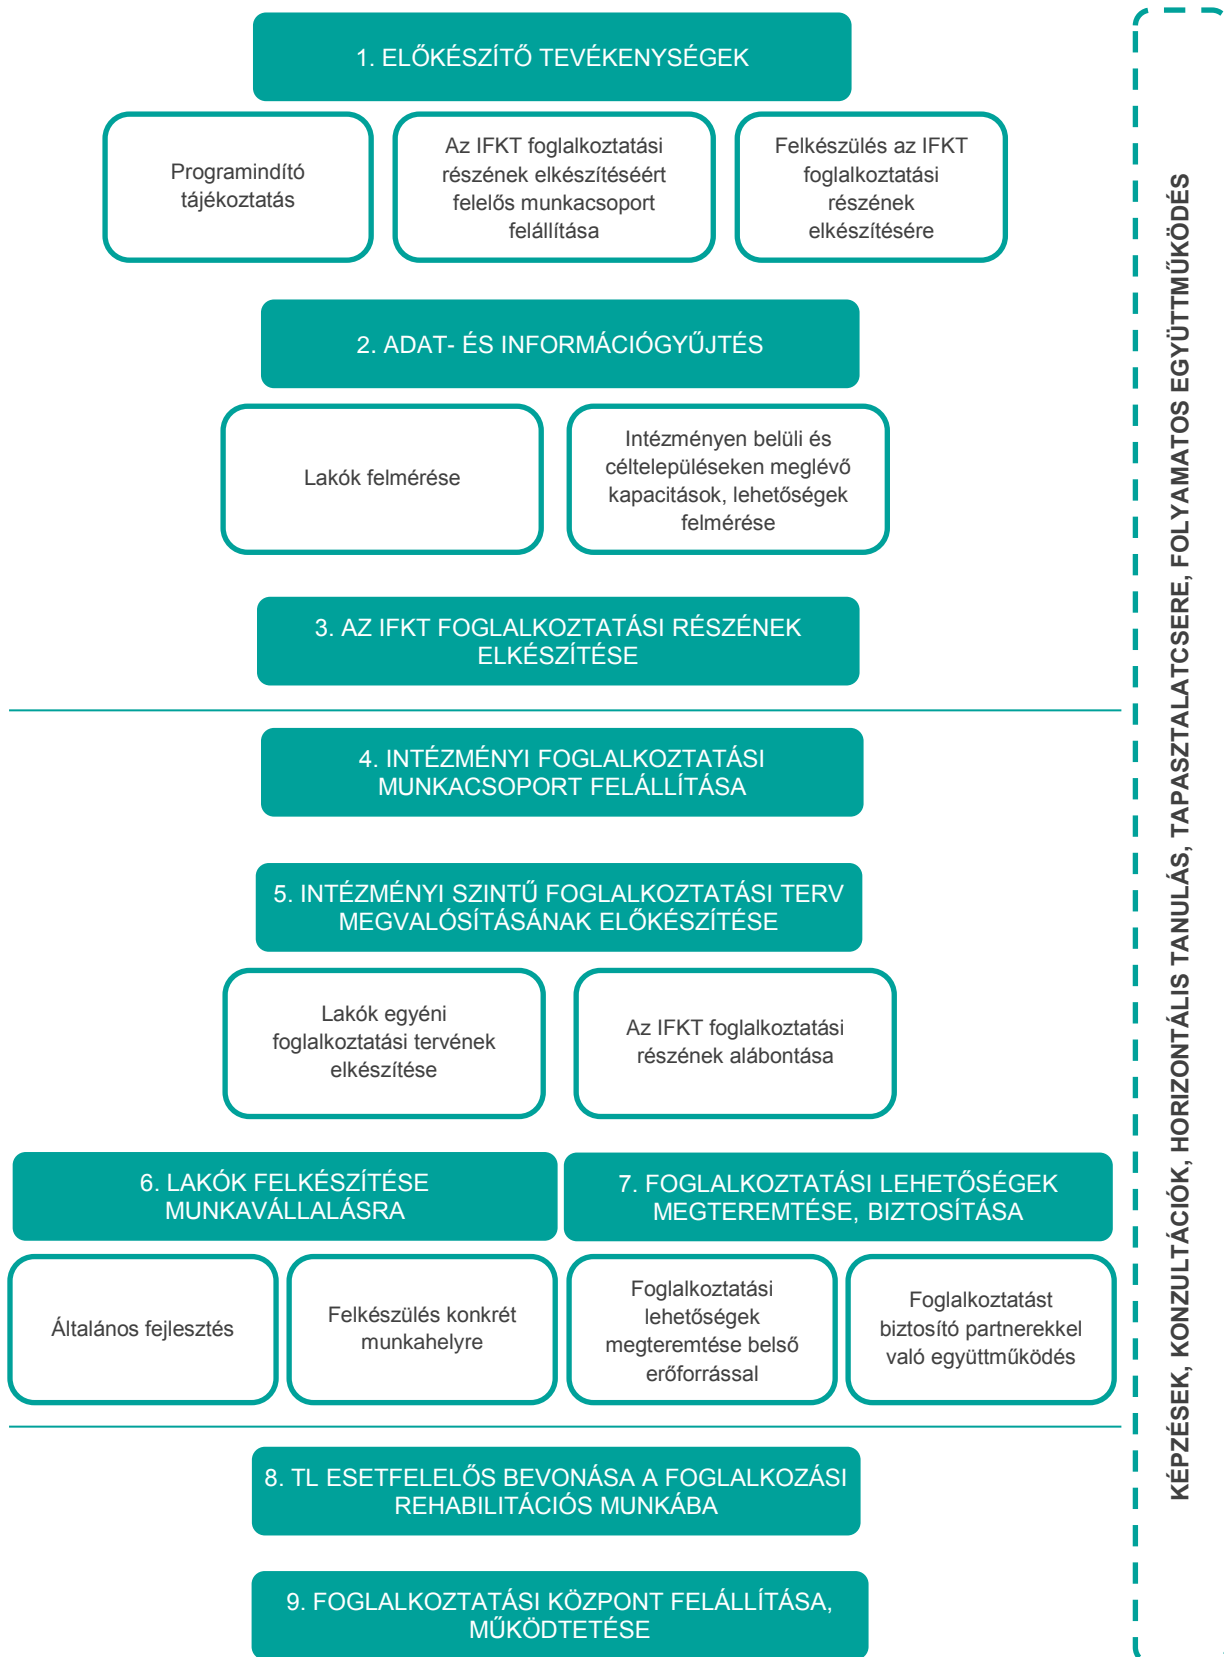 1. ELŐKÉSZÍTŐ TEVÉKENYSÉGEK
Programindító
tájékoztatás
Az IFKT foglalkoztatási
részének elkészítéséért
felelős munkacsoport
felállítása
Felkészülés az IFKT
foglalkoztatási
részének
elkészítésére
2. ADAT- ÉS INFORMÁCIÓGYŰJTÉS
Lakók felmérése
Intézményen belüli és
céltelepüléseken meglévő
kapacitások, lehetőségek
felmérése
3. AZ IFKT FOGLALKOZTATÁSI RÉSZÉNEK
ELKÉSZÍTÉSE
4. INTÉZMÉNYI FOGLALKOZTATÁSI
MUNKACSOPORT FELÁLLÍTÁSA
5. INTÉZMÉNYI SZINTŰ FOGLALKOZTATÁSI TERV
MEGVALÓSÍTÁSÁNAK ELŐKÉSZÍTÉSE
Lakók egyéni
foglalkoztatási tervének
elkészítése
Az IFKT foglalkoztatási
részének alábontása
6. LAKÓK FELKÉSZÍTÉSE
MUNKAVÁLLALÁSRA
7. FOGLALKOZTATÁSI LEHETŐSÉGEK
MEGTEREMTÉSE, BIZTOSÍTÁSA
Általános fejlesztés
Felkészülés konkrét
munkahelyre
Foglalkoztatási
lehetőségek
megteremtése belső
erőforrással
Foglalkoztatást
biztosító partnerekkel
való együttműködés
8. TL ESETFELELŐS BEVONÁSA A FOGLALKOZÁSI
REHABILITÁCIÓS MUNKÁBA
9. FOGLALKOZTATÁSI KÖZPONT FELÁLLÍTÁSA,
MŰKÖDTETÉSE
KÉPZÉSEK, KONZULTÁCIÓK, HORIZONTÁLIS TANULÁS, TAPASZTALATCSERE, FOLYAMATOS EGYÜTTMŰKÖDÉS